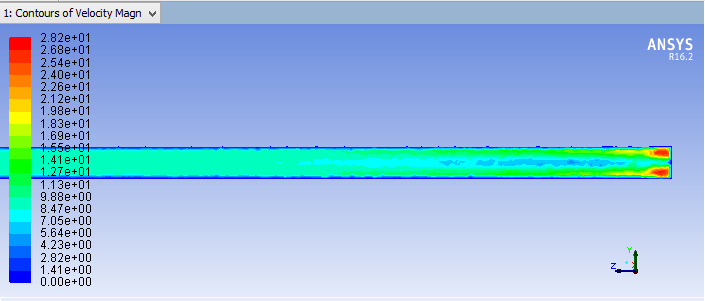 1: Contours of Velocity Magn
ANSYS
R16.2
2.82e+01
2.68e+01
2.54e+01
2.40e+01
2.26e+01
2.12e+01
1.98e+01
1.83e+01
1.69e+01
1.55e+01
1.41e+01
1.27e+01
1.13e+01
9.88e+00
8.47e+00
7.05e+00
5.64e+00
4.23e+00
2.82e+00
1.41e+00
0.00e+00
Y
Z
X